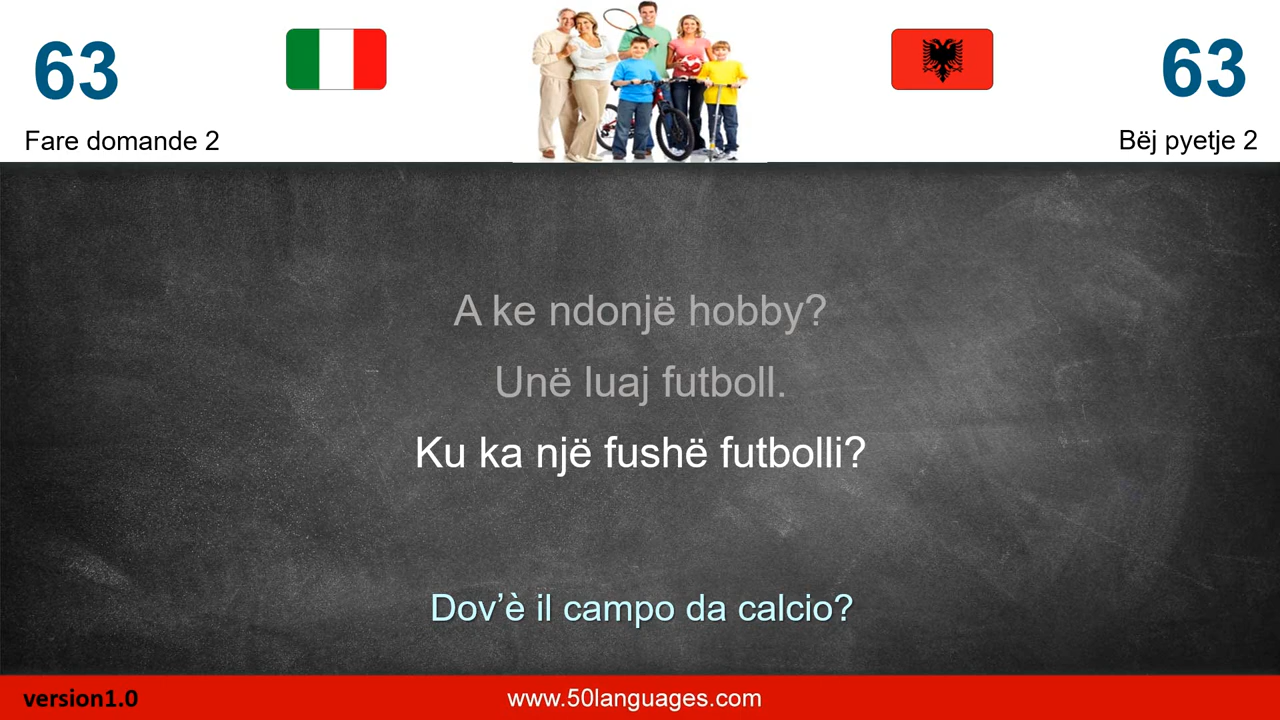 63
63
Fare domande 2
Bëj pyetje 2
A ke ndonjë hobby?
Unë luaj futboll.
Ku ka një fushë futbolli?
Dov’è il campo da calcio?
version1.0
www.50languages.com